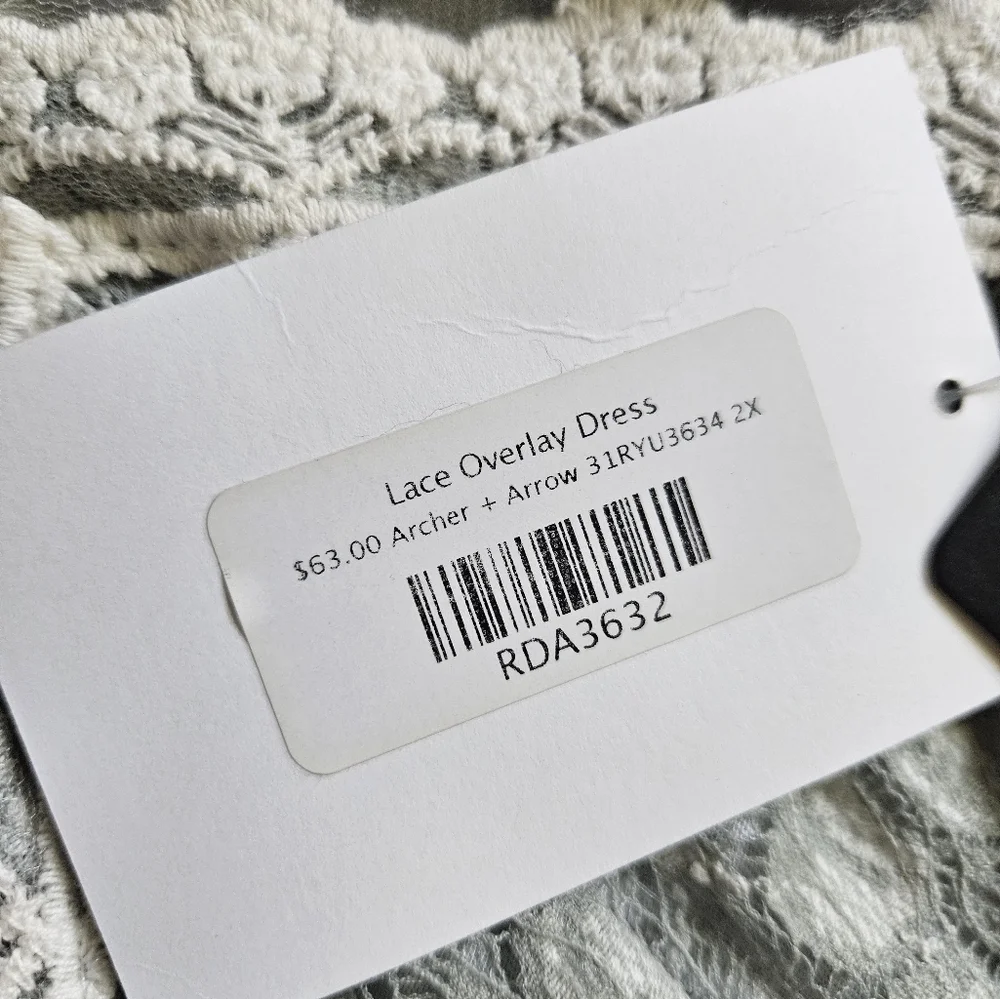 Lace Overlay Dress
$63.00 Archer + Arrow 31RYU3634 2X
RDA3632